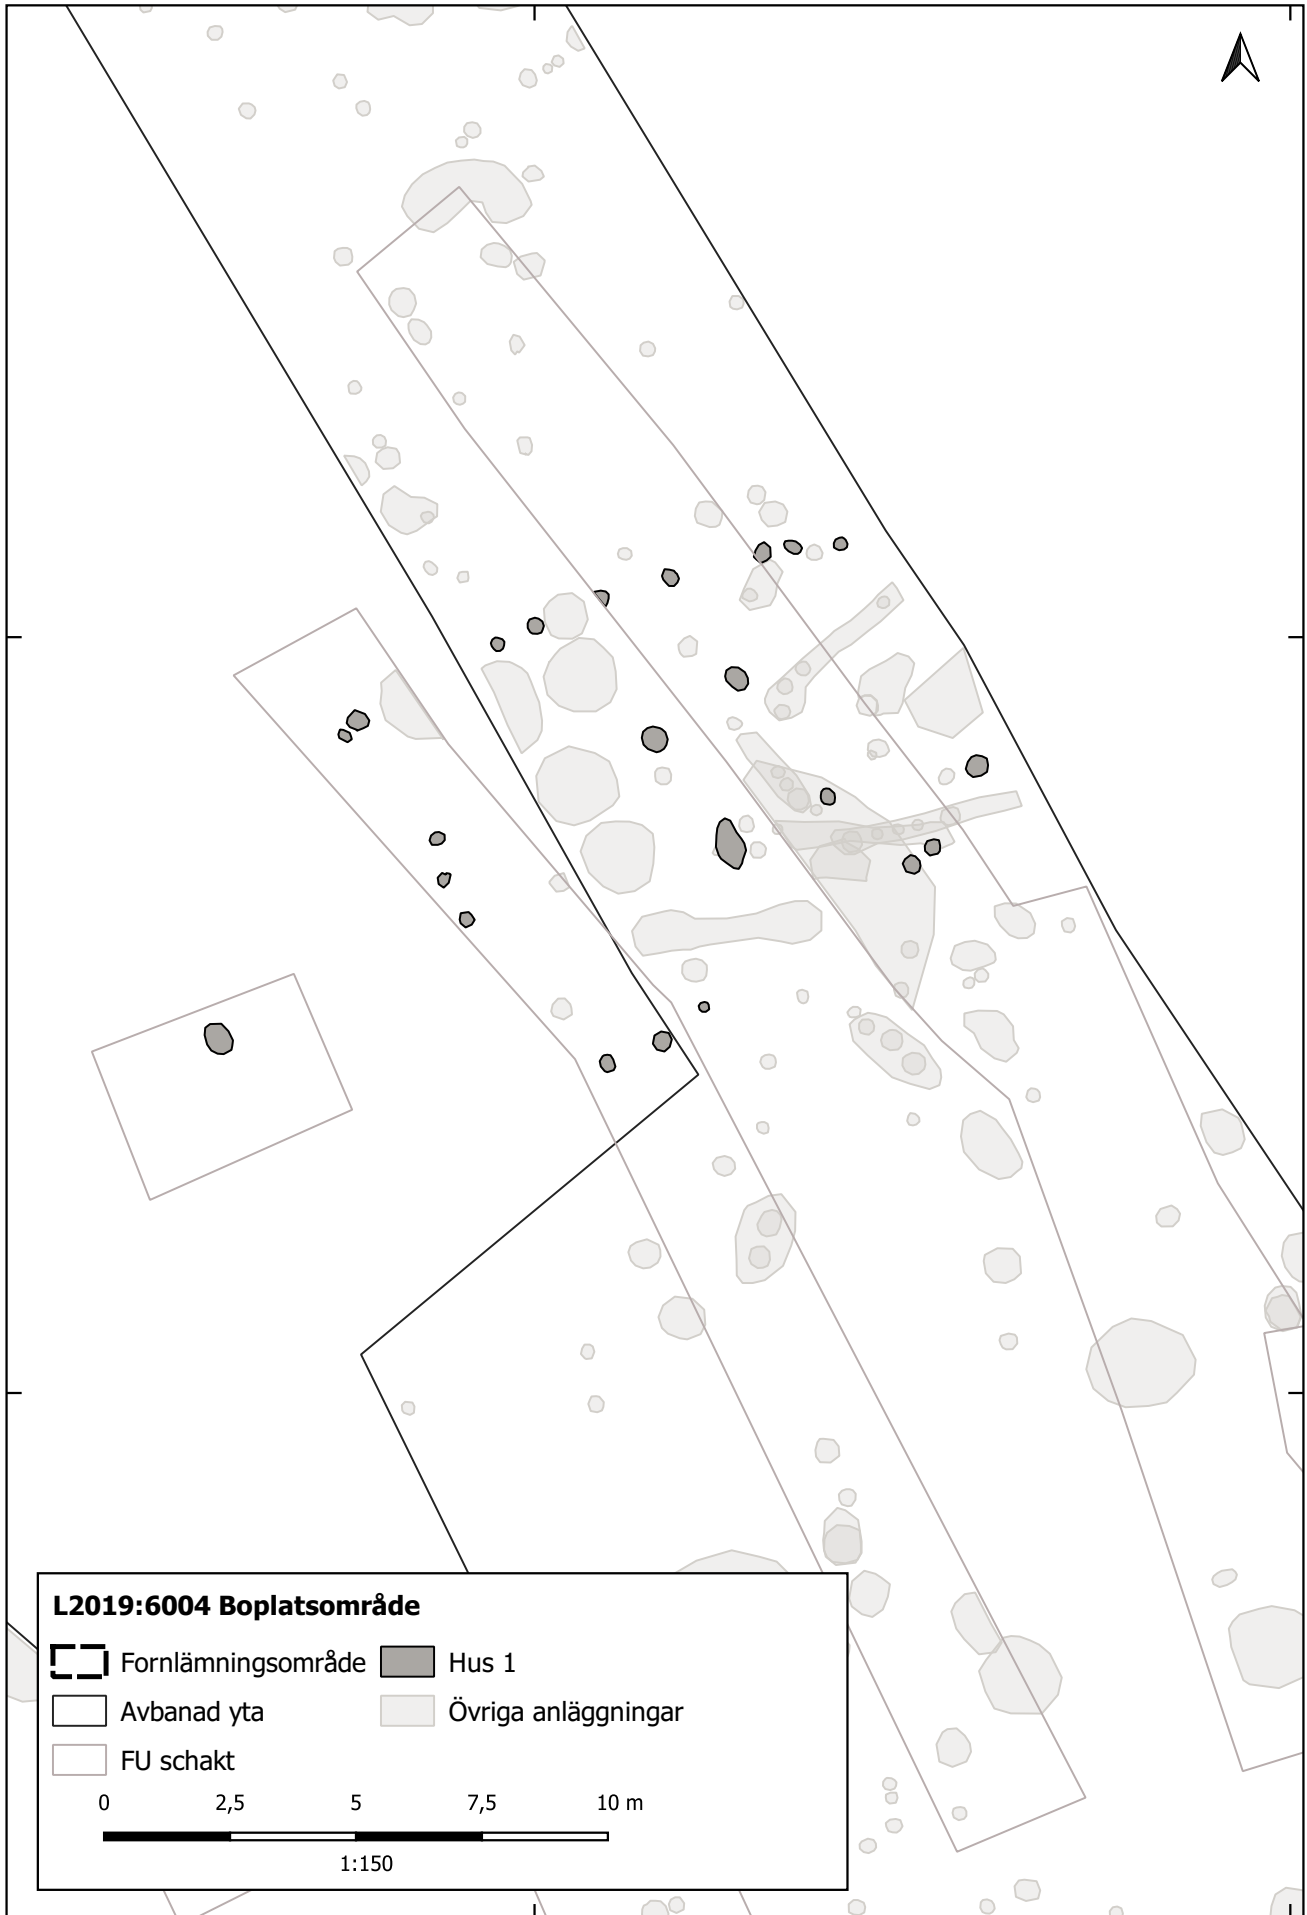 L2019:6004 Boplatsområde
Fornlämningsområde Hus 1
Avbanad yta Övriga anläggningar
FU schakt
0 2,5 5 7,5 10 m
1:150